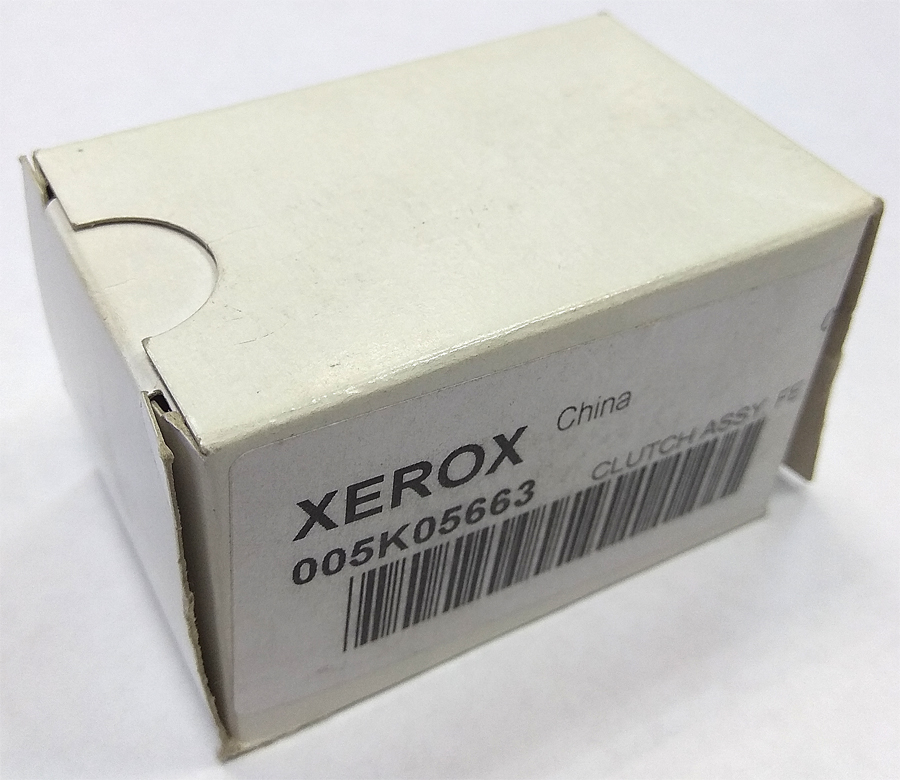 XEROX China
005K05663 CLUTCH ASSY FE